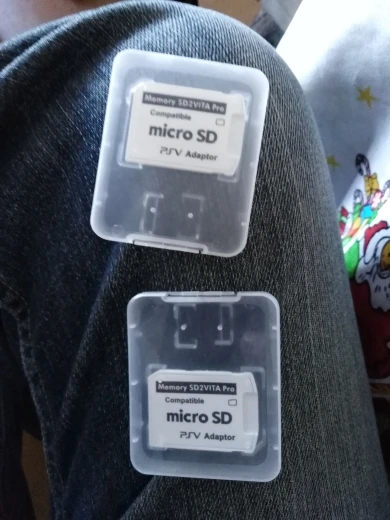 Memory SD2VITA Pro
Compatible
micro SD
PSV Adaptor
Memory SD2VITA Pro
Compatible
micro SD
PSV Adaptor